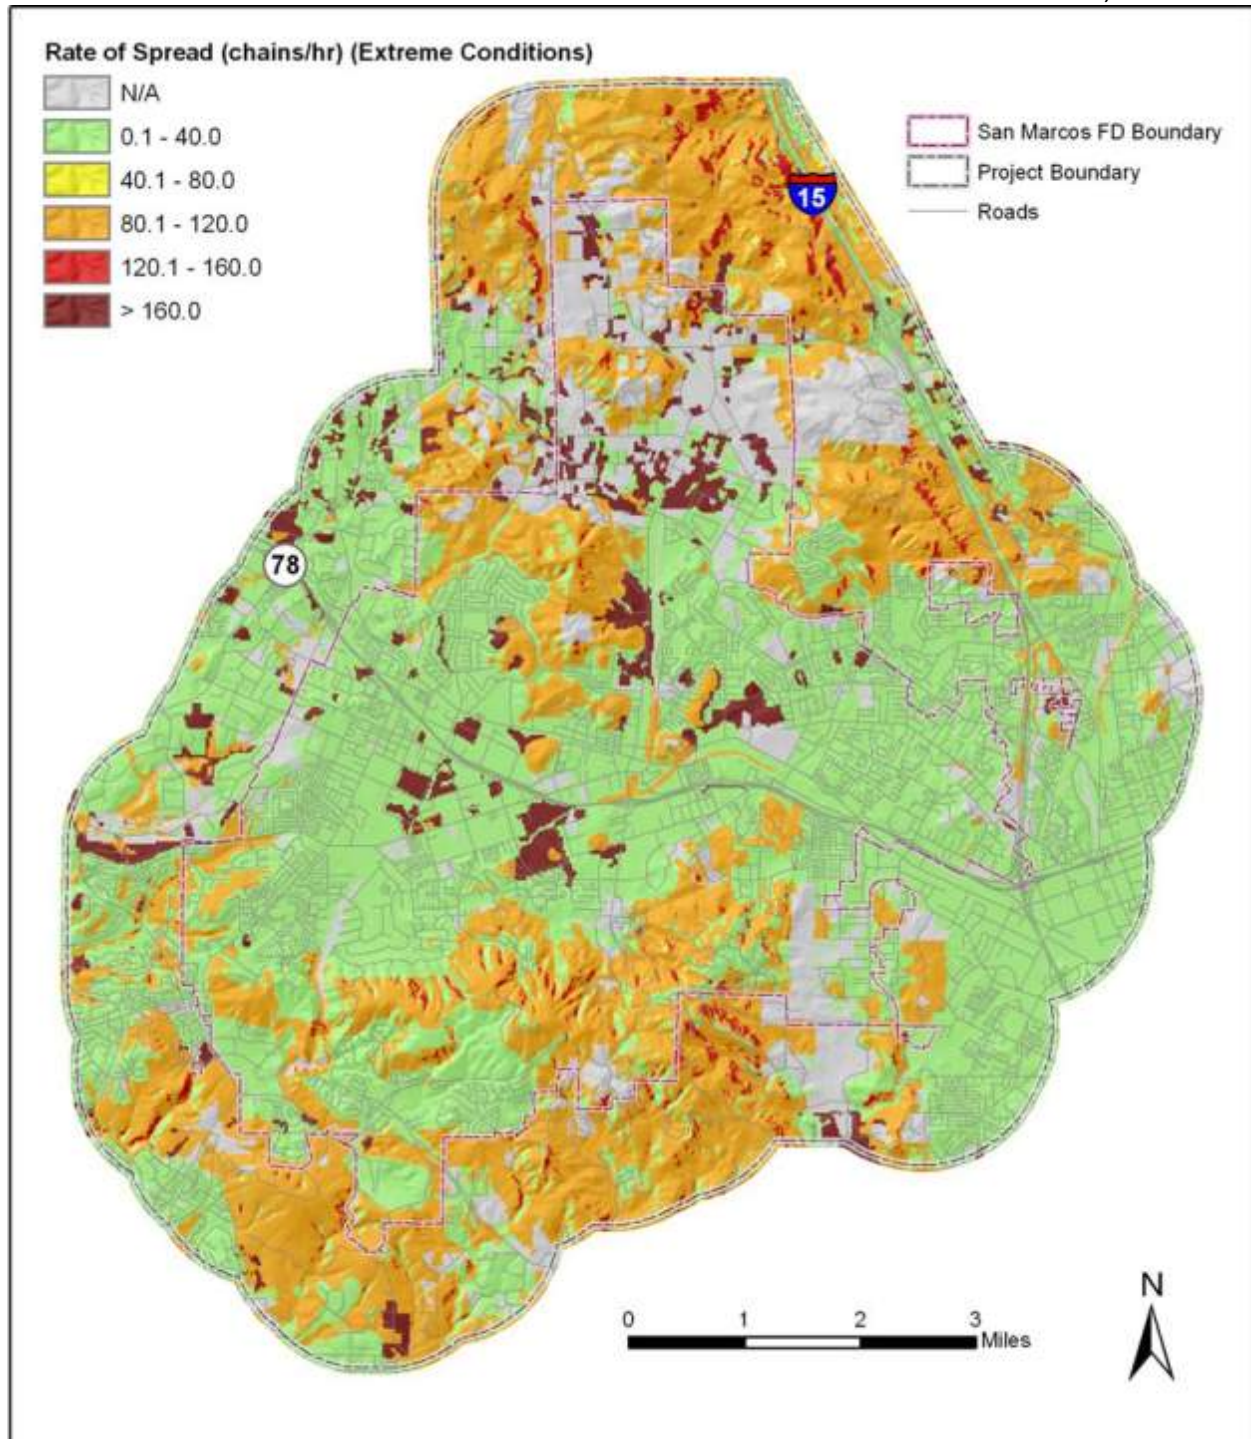 Rate of Spread (chains/hr) (Extreme Conditions)
N/A
0.1 - 40.0
40.1 - 80.0
80.1 - 120.0
120.1 - 160.0
> 160.0
San Marcos FD Boundary
Project Boundary
Roads
15
78
N
0 1 2 3
Miles